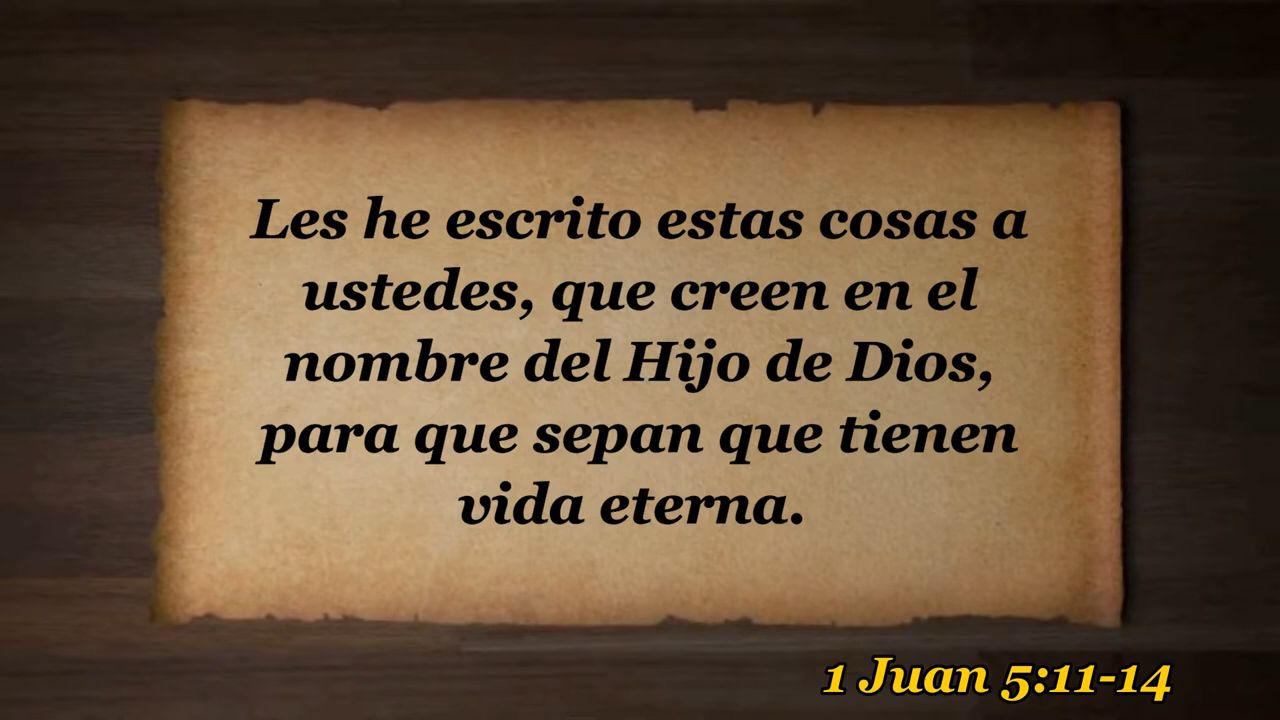 Les he escrito estas cosas a
ustedes, que creen en el
nombre del Hijo de Dios,
para que sepan que tienen
vida eterna.
1 Juan 5:11-14